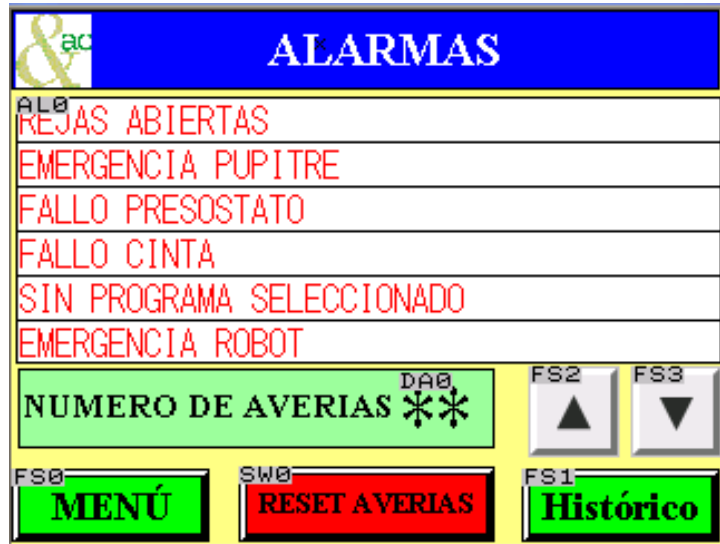 &ac ALARMAS
AL0
REJAS ABIERTAS
EMERGENCIA PUPITRE
FALLO PRESOSTATO
FALLO CINTA
SIN PROGRAMA SELECCIONADO
EMERGENCIA ROBOT
DA0 FS2 FS3
NUMERO DE AVERIAS ** ▲ ▼
FS0 SW0 FS1
MENÚ RESET AVERIAS Histórico